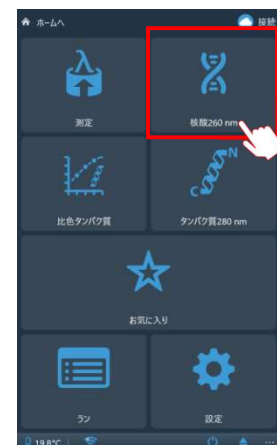 ホームへ
接続
λ
測定
核酸260 nm
N
C
比色タンパク質
タンパク質280 nm
お気に入り
ラン
設定
19.8°C